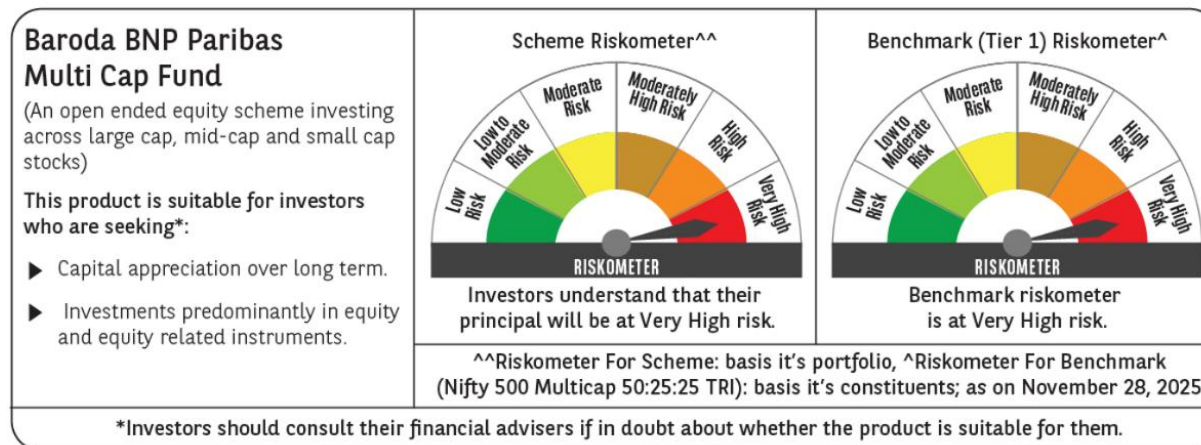 Baroda BNP Paribas
Multi Cap Fund
(An open ended equity scheme investing
across large cap, mid-cap and small cap
stocks)
This product is suitable for investors
who are seeking*:
▶ Capital appreciation over long term.
▶ Investments predominantly in equity
and equity related instruments.
Scheme Riskometer^^
Low
Risk
Low to
Moderate
Risk
Moderate
Risk
Moderately
High Risk
High
Risk
Very High
Risk
RISKOMETER
Investors understand that their
principal will be at Very High risk.
Benchmark (Tier 1) Riskometer^
Low
Risk
Low to
Moderate
Risk
Moderate
Risk
Moderately
High Risk
High
Risk
Very High
Risk
RISKOMETER
Benchmark riskometer
is at Very High risk.
^^Riskometer For Scheme: basis it's portfolio, ^Riskometer For Benchmark
(Nifty 500 Multicap 50:25:25 TRI): basis it's constituents; as on November 28, 2025
*Investors should consult their financial advisers if in doubt about whether the product is suitable for them.